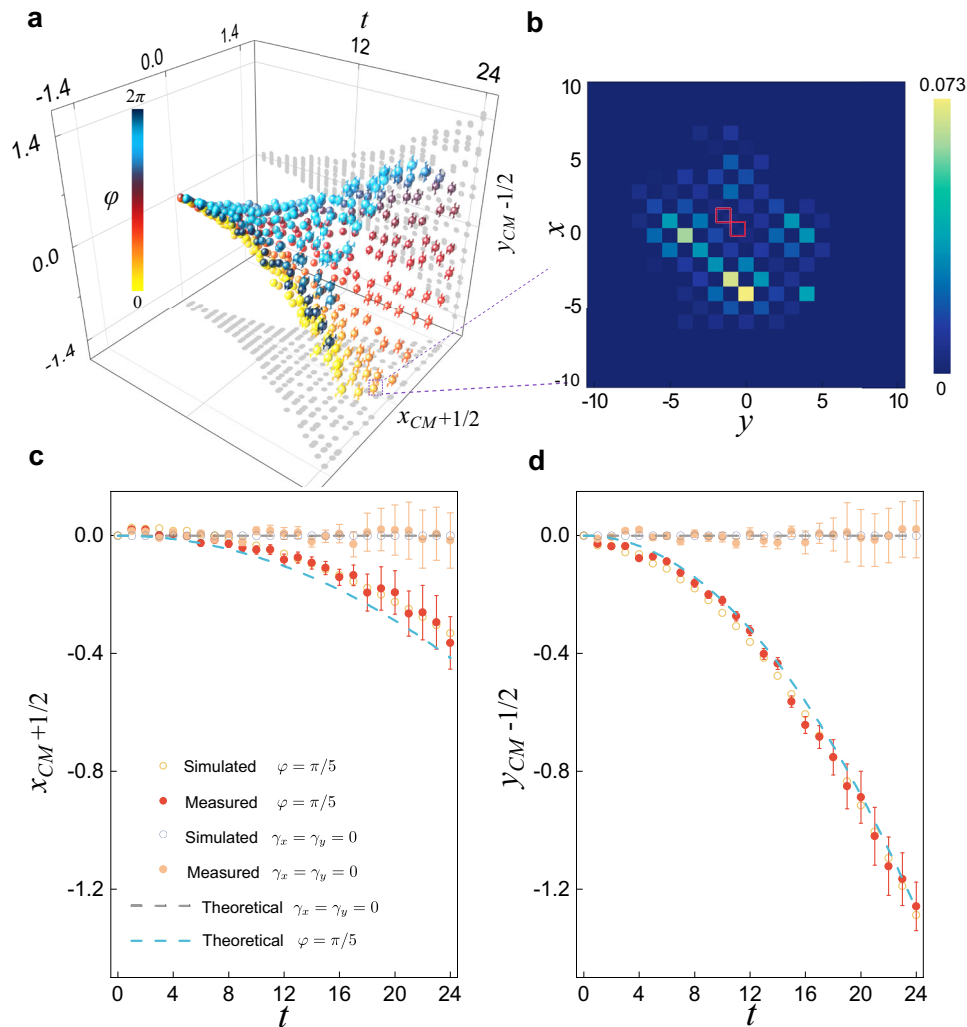 a
t
-1.4
0.0
1.4
12
24
1.4
0.0
-1.4
2π
φ
0
y_CM -1/2
x_CM +1/2
b
10
5
0
-5
-10
x
-10 -5 0 5 10
y
0.073
0
c
0.0
-0.4
-0.8
-1.2
x_CM +1/2
Simulated φ = π/5
Measured φ = π/5
Simulated γ_x = γ_y = 0
Measured γ_x = γ_y = 0
Theoretical γ_x = γ_y = 0
Theoretical φ = π/5
0 4 8 12 16 20 24
t
d
0.0
-0.4
-0.8
-1.2
y_CM -1/2
0 4 8 12 16 20 24
t